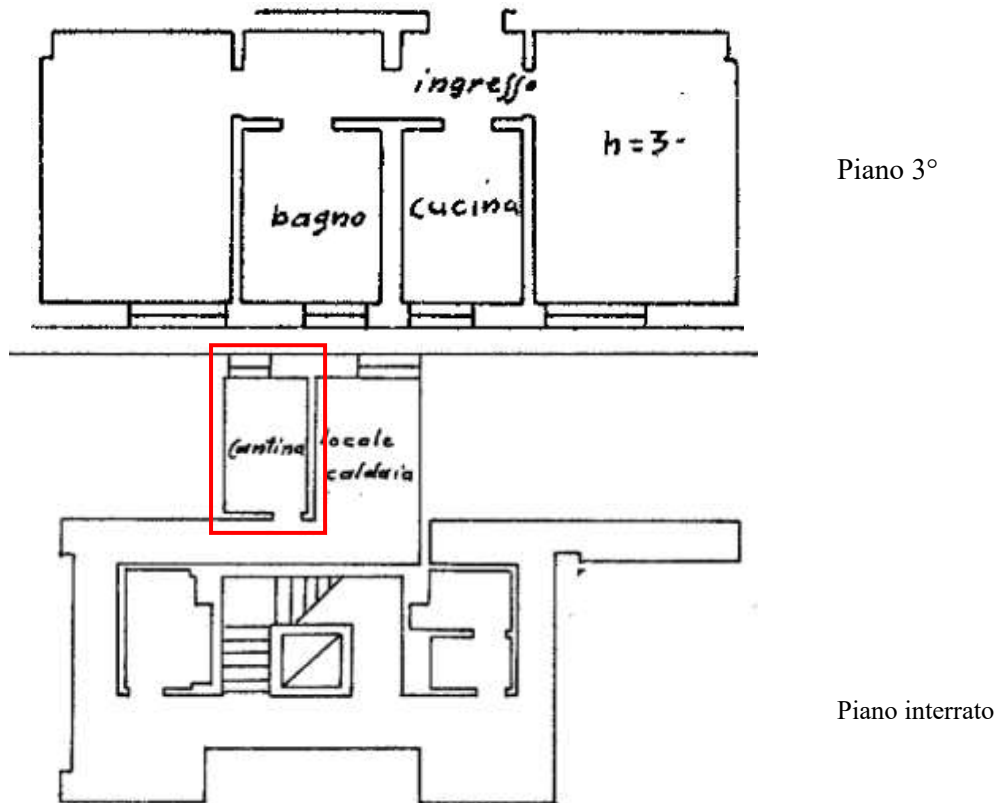 ingresso
h=3-
Piano 3°
bagno
cucina
cantina
locale
caldaia
Piano interrato